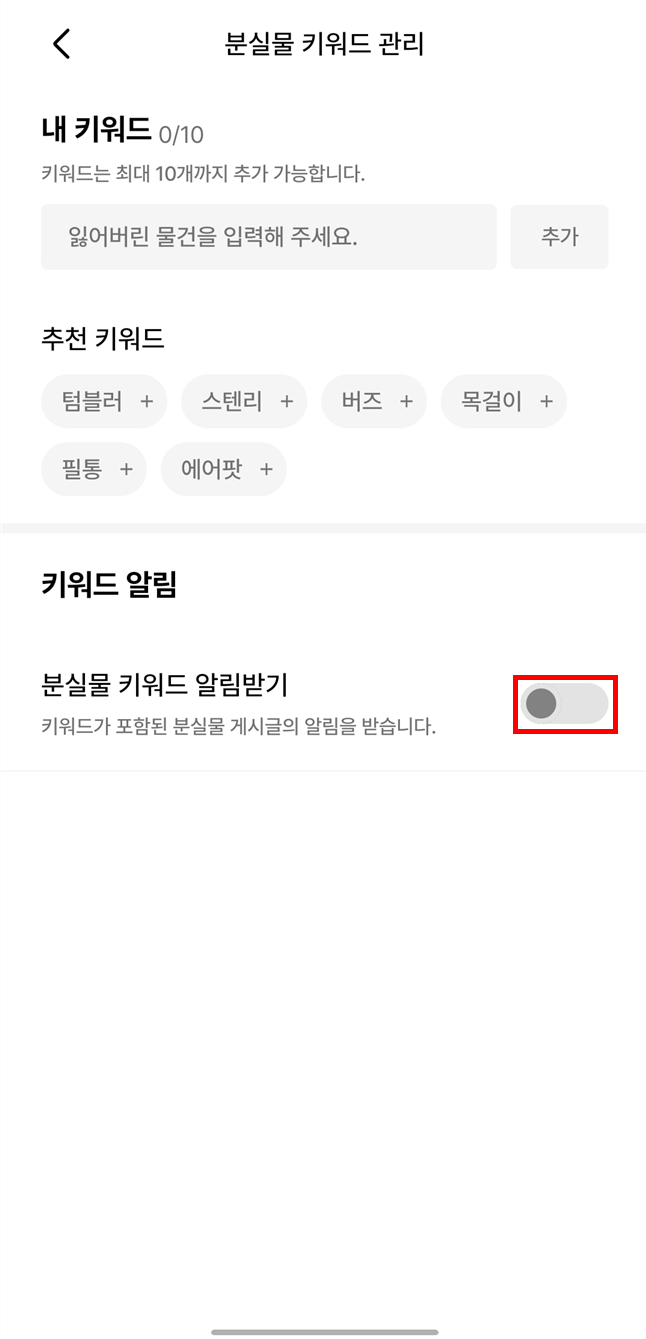 분실물 키워드 관리
내 키워드 0/10
키워드는 최대 10개까지 추가 가능합니다.
잃어버린 물건을 입력해 주세요. 추가
추천 키워드
텀블러 + 스텐리 + 버즈 + 목걸이 +
필통 + 에어팟 +
키워드 알림
분실물 키워드 알림받기
키워드가 포함된 분실물 게시글의 알림을 받습니다.